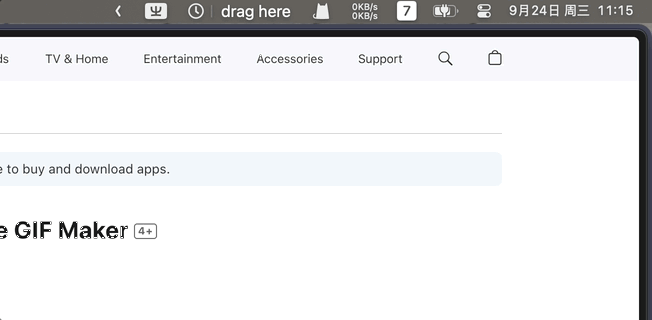 drag here 0KB/s 7 9月24日 周三 11:15
0KB/s
TV & Home Entertainment Accessories Support
to buy and download apps.
GIF Maker 4+